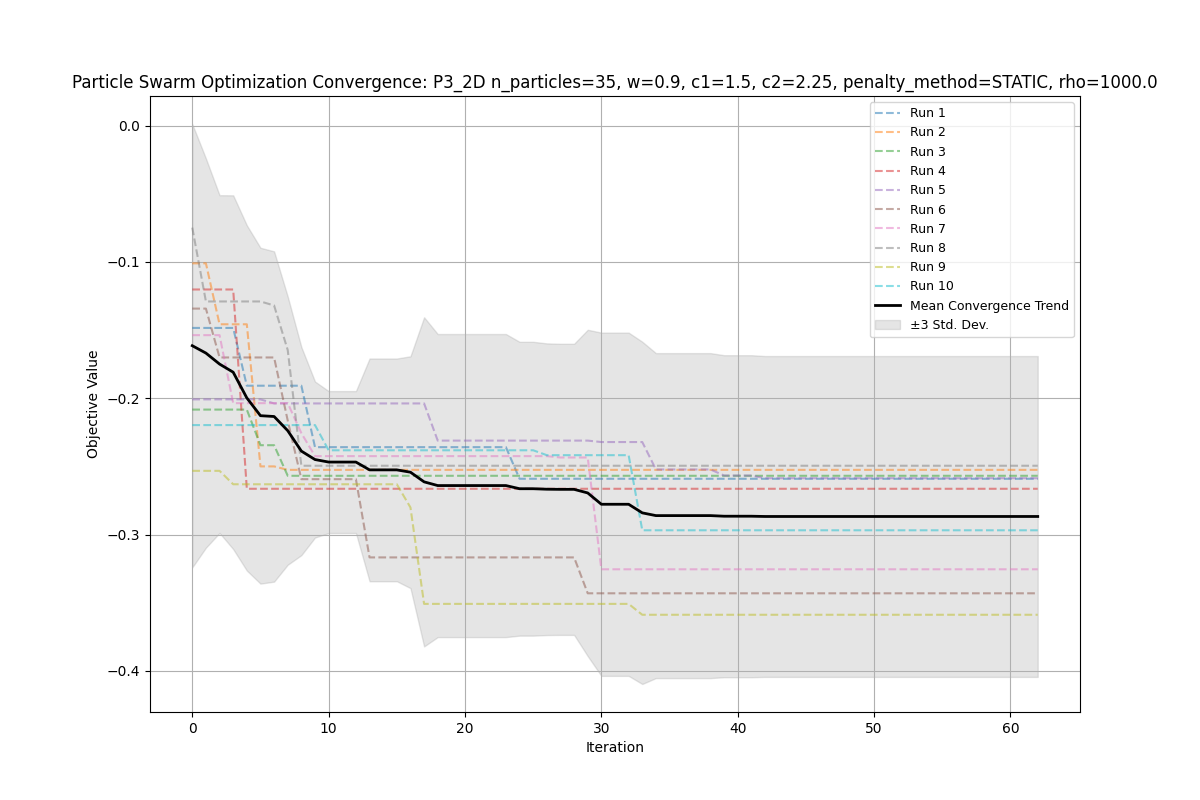 Particle Swarm Optimization Convergence: P3_2D n_particles=35, w=0.9, c1=1.5, c2=2.25, penalty_method=STATIC, rho=1000.0
Run 1
Run 2
Run 3
Run 4
Run 5
Run 6
Run 7
Run 8
Run 9
Run 10
Mean Convergence Trend
±3 Std. Dev.
0.0
−0.1
−0.2
−0.3
−0.4
Objective Value
0 10 20 30 40 50 60
Iteration